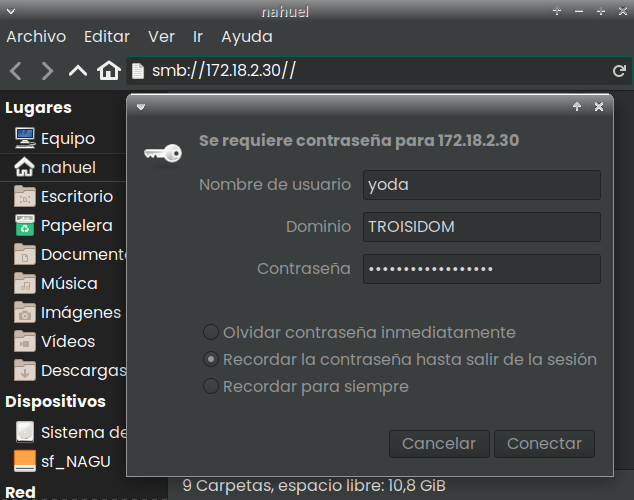 nahuel
Archivo Editar Ver Ir Ayuda
smb://172.18.2.30//
Lugares
Equipo
nahuel
Escritorio
Papelera
Documento
Música
Imágenes
Vídeos
Descargas
Dispositivos
Sistema de
sf_NAGU
Red
Se requiere contraseña para 172.18.2.30
Nombre de usuario yoda
Dominio TROISIDOM
Contraseña ••••••••••••••••••
Olvidar contraseña inmediatamente
Recordar la contraseña hasta salir de la sesión
Recordar para siempre
Cancelar Conectar
9 Carpetas, espacio libre: 10,8 GiB